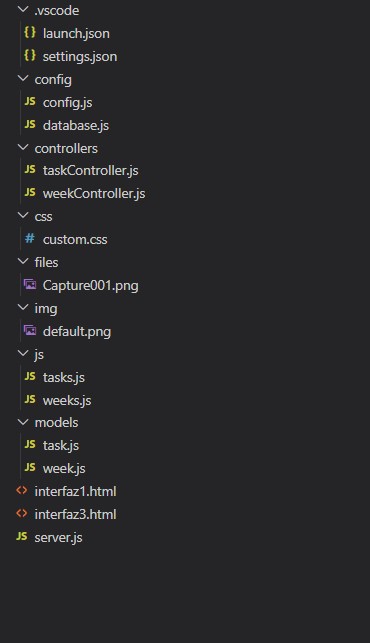 .vscode
{} launch.json
{} settings.json
config
JS config.js
JS database.js
controllers
JS taskController.js
JS weekController.js
css
# custom.css
files
Capture001.png
img
default.png
js
JS tasks.js
JS weeks.js
models
JS task.js
JS week.js
<> interfaz1.html
<> interfaz3.html
JS server.js